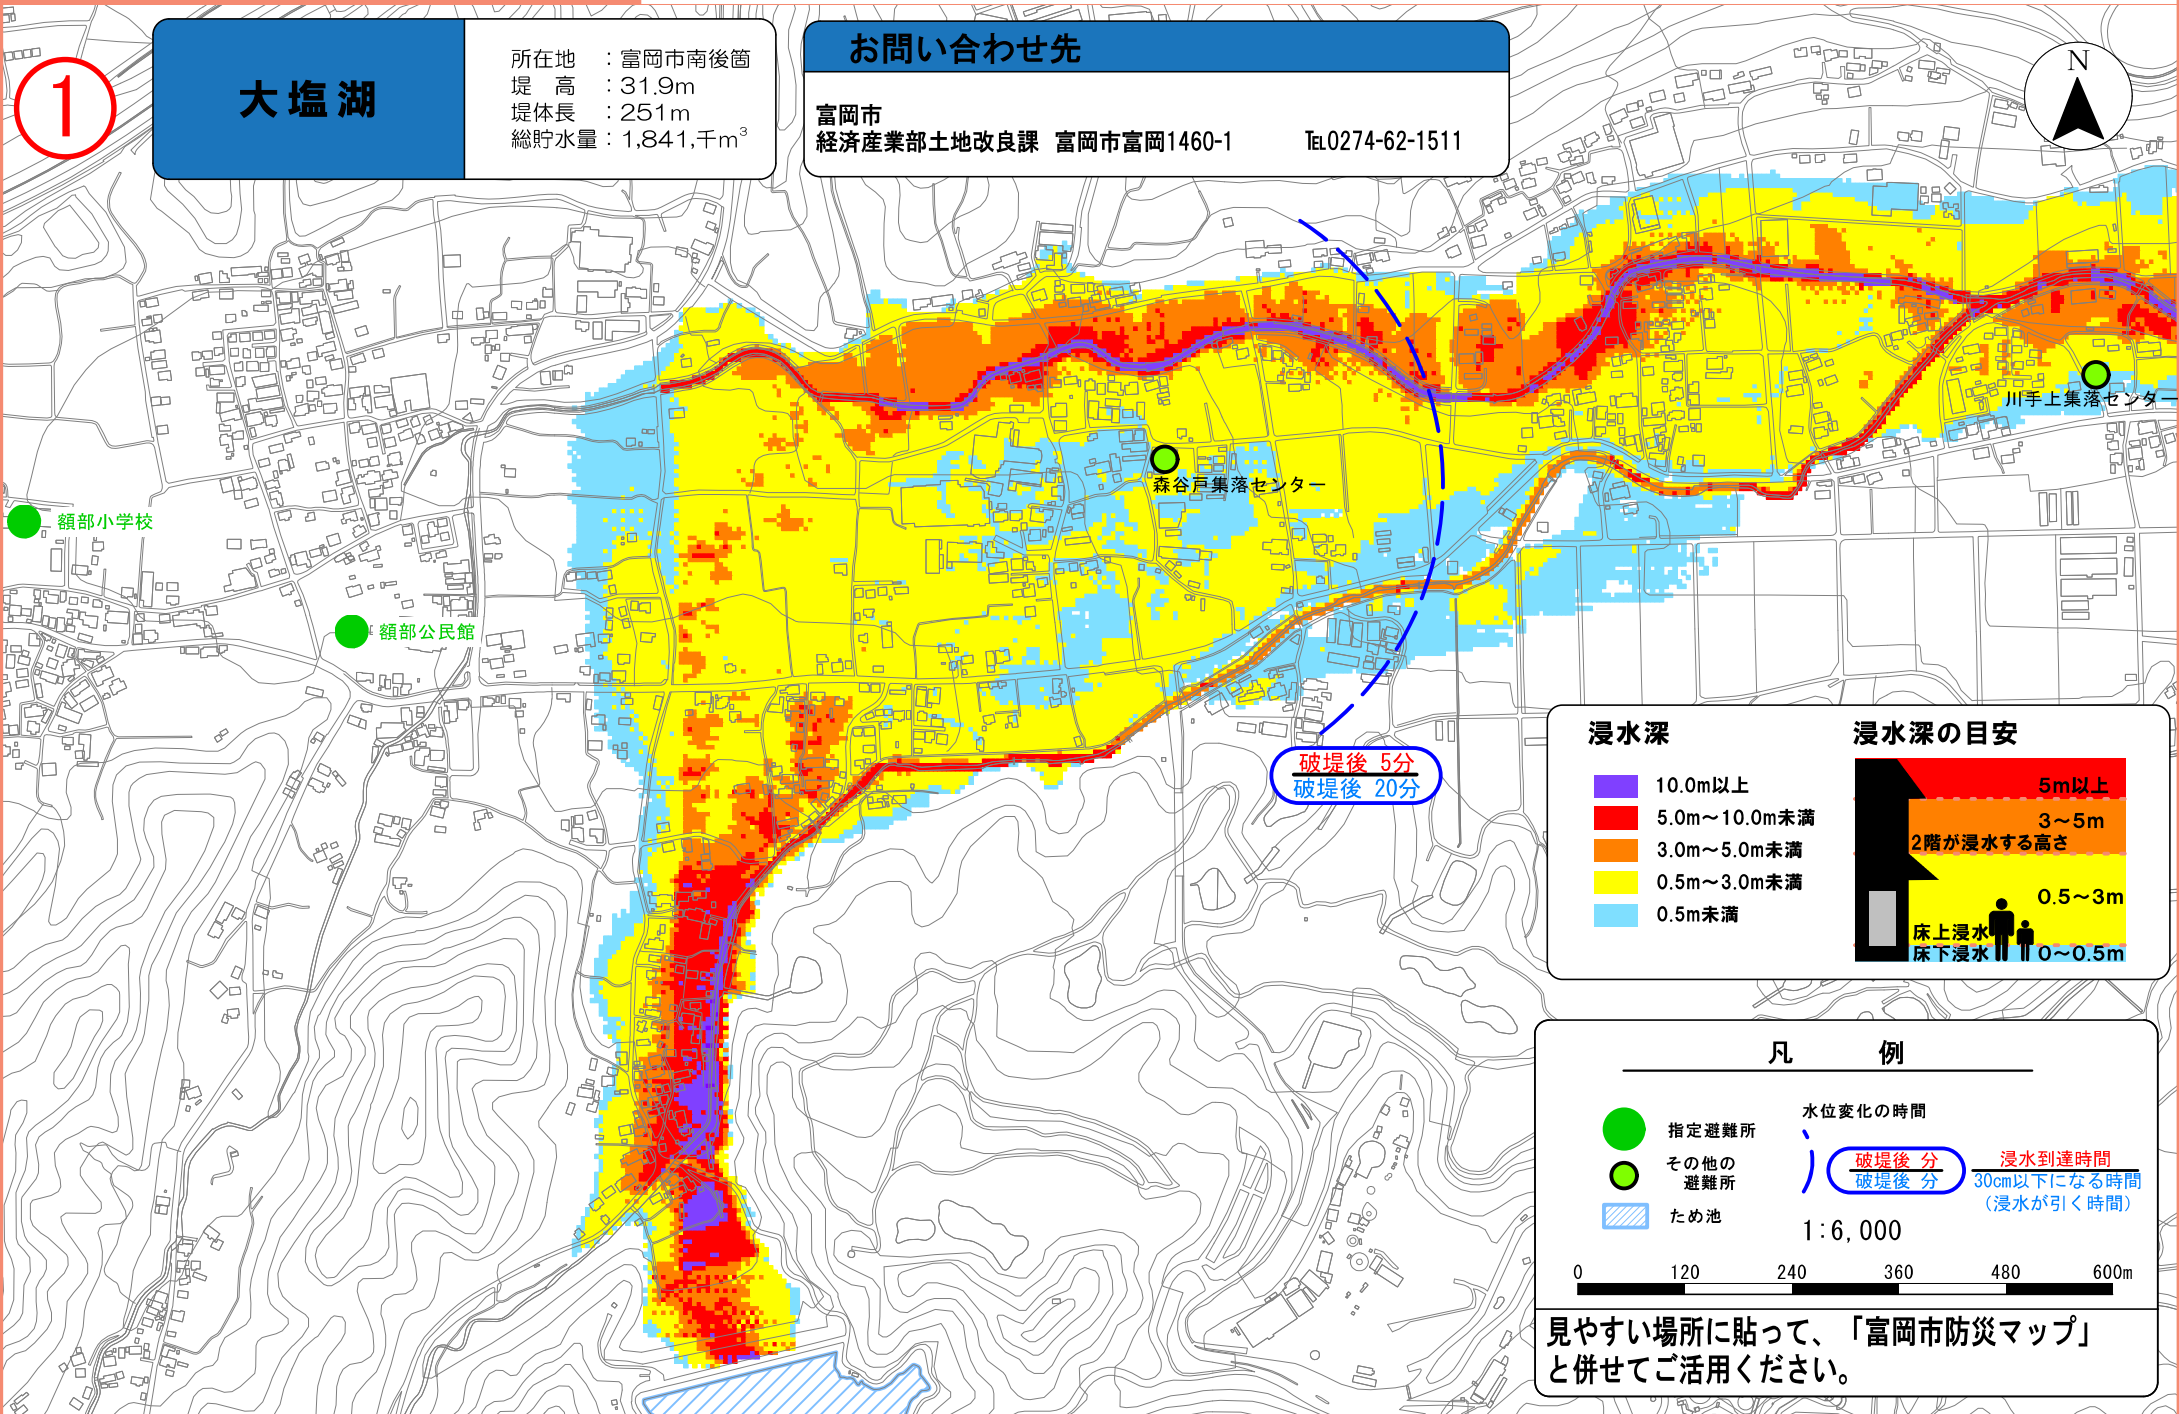 ①
大塩湖
所在地　：富岡市南後箇
堤　高　：31.9m
堤体長　：251m
総貯水量：1,841,千m³
お問い合わせ先
富岡市
経済産業部土地改良課　富岡市富岡1460-1　　℡0274-62-1511
N
川手上集落センター
森谷戸集落センター
額部小学校
額部公民館
破堤後 5分
破堤後 20分
浸水深
10.0m以上
5.0m～10.0m未満
3.0m～5.0m未満
0.5m～3.0m未満
0.5m未満
浸水深の目安
5m以上
3～5m
2階が浸水する高さ
0.5～3m
床上浸水
床下浸水
0～0.5m
凡　例
指定避難所
その他の
避難所
ため池
水位変化の時間
破堤後 分
破堤後 分
浸水到達時間
30cm以下になる時間
（浸水が引く時間）
1:6,000
0 120 240 360 480 600m
見やすい場所に貼って、「富岡市防災マップ」
と併せてご活用ください。